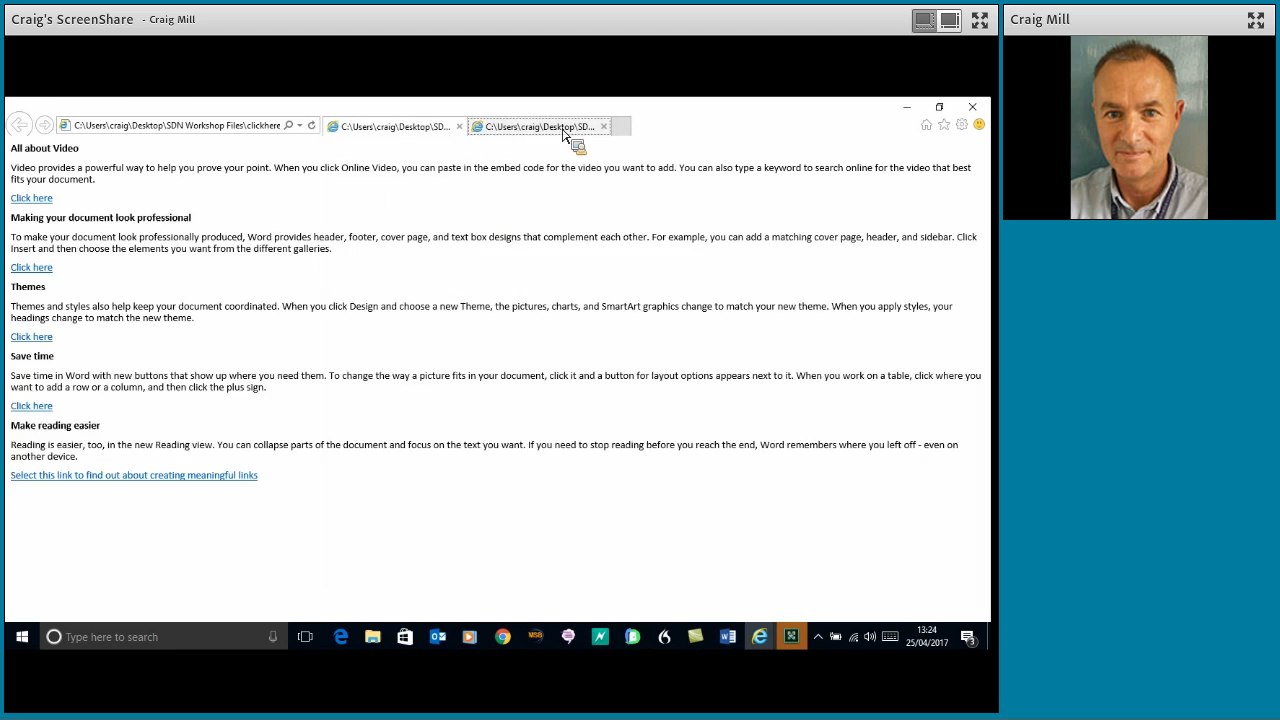 Craig's ScreenShare - Craig Mill
Craig Mill
C:\Users\craig\Desktop\SDN Workshop Files\clickhere
C:\Users\craig\Desktop\SD...
C:\Users\craig\Desktop\SD...
All about Video
Video provides a powerful way to help you prove your point. When you click Online Video, you can paste in the embed code for the video you want to add. You can also type a keyword to search online for the video that best
fits your document.
Click here
Making your document look professional
To make your document look professionally produced, Word provides header, footer, cover page, and text box designs that complement each other. For example, you can add a matching cover page, header, and sidebar. Click
Insert and then choose the elements you want from the different galleries.
Click here
Themes
Themes and styles also help keep your document coordinated. When you click Design and choose a new Theme, the pictures, charts, and SmartArt graphics change to match your new theme. When you apply styles, your
headings change to match the new theme.
Click here
Save time
Save time in Word with new buttons that show up where you need them. To change the way a picture fits in your document, click it and a button for layout options appears next to it. When you work on a table, click where you
want to add a row or a column, and then click the plus sign.
Click here
Make reading easier
Reading is easier, too, in the new Reading view. You can collapse parts of the document and focus on the text you want. If you need to stop reading before you reach the end, Word remembers where you left off - even on
another device.
Select this link to find out about creating meaningful links
Type here to search
13:24
25/04/2017
3